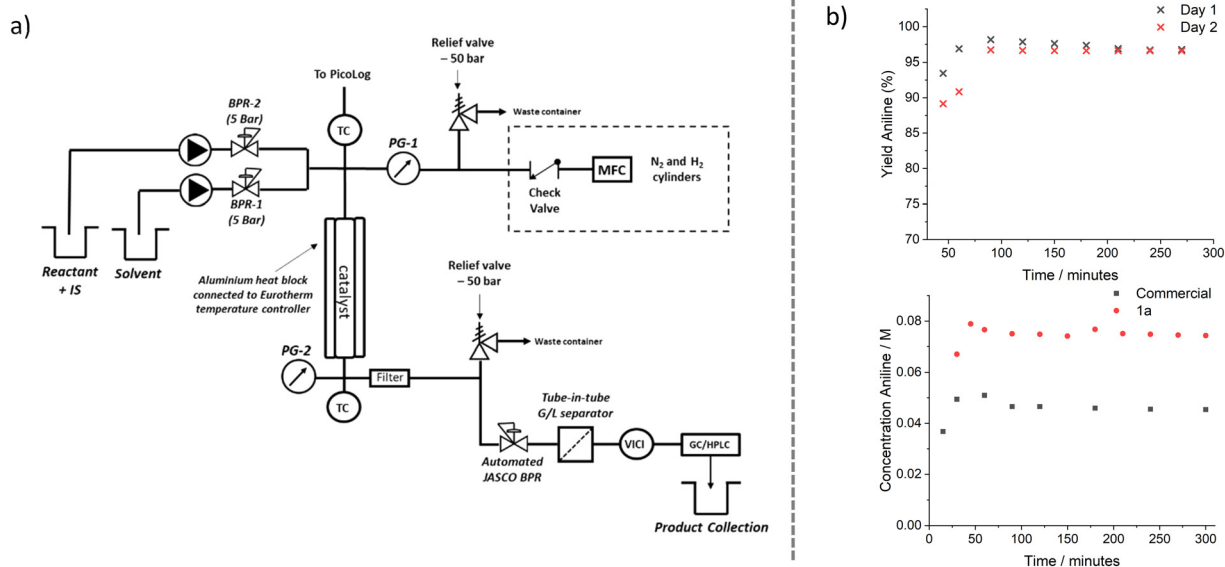 a)
Relief valve
– 50 bar
To PicoLog
BPR-2
(5 Bar)
Waste container
TC
PG-1
N₂ and H₂
cylinders
MFC
Check
Valve
BPR-1
(5 Bar)
Reactant
+ IS
Solvent
Aluminium heat block
connected to Eurotherm
temperature controller
catalyst
Relief valve
– 50 bar
Waste container
PG-2
Filter
TC
Tube-in-tube
G/L separator
VICI
GC/HPLC
Automated
JASCO BPR
Product Collection
b)
Day 1
Day 2
Yield Aniline (%)
100
95
90
85
80
75
70
50 100 150 200 250 300
Time / minutes
Commercial
1a
Concentration Aniline / M
0.08
0.06
0.04
0.02
0.00
0 50 100 150 200 250 300
Time / minutes